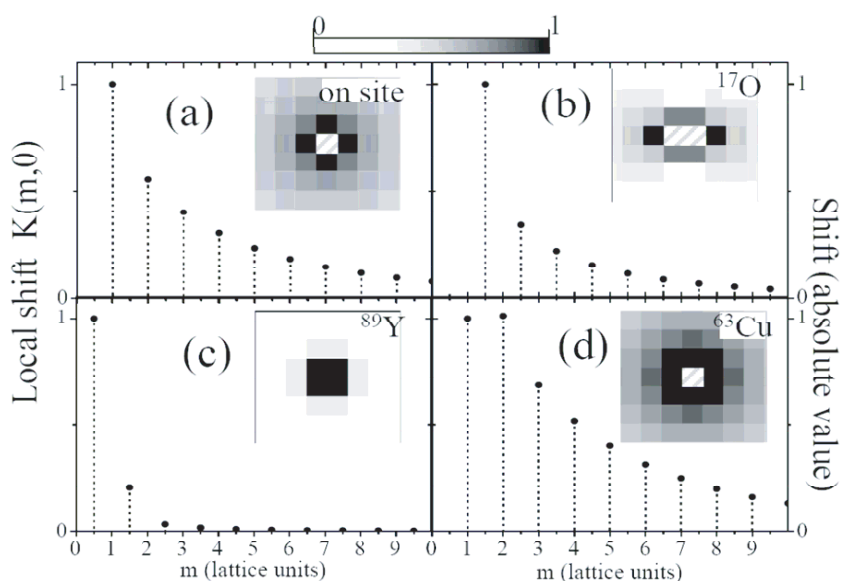 0 1
1
(a)
on site
(b)
17O
1
Local shift K(m,0)
Shift (absolute value)
0
0
1
(c)
89Y
(d)
63Cu
1
0
0
0 1 2 3 4 5 6 7 8 9 0 1 2 3 4 5 6 7 8 9
m (lattice units)
m (lattice units)